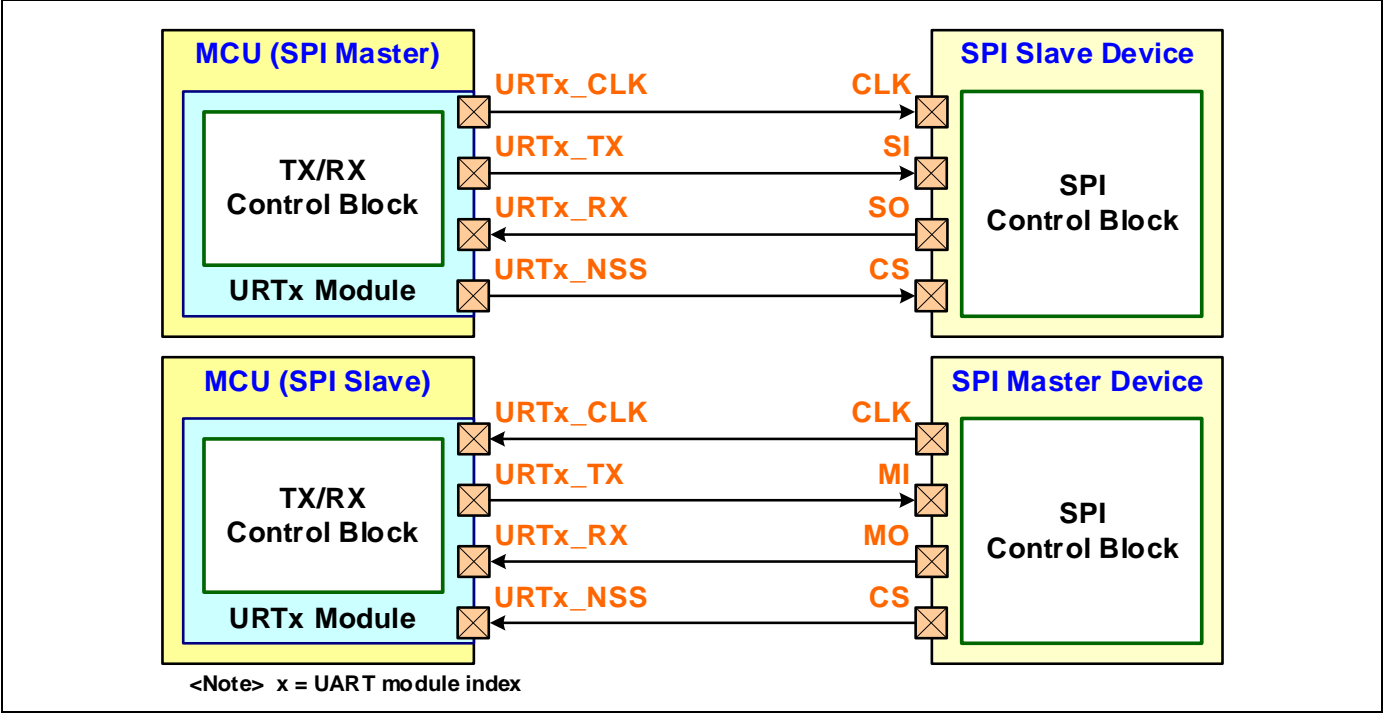 MCU (SPI Master)
SPI Slave Device
URTx_CLK
CLK
URTx_TX
SI
TX/RX
Control Block
SPI
Control Block
URTx_RX
SO
URTx_NSS
CS
URTx Module
MCU (SPI Slave)
SPI Master Device
URTx_CLK
CLK
URTx_TX
MI
TX/RX
Control Block
SPI
Control Block
URTx_RX
MO
URTx_NSS
CS
URTx Module
<Note> x = UART module index